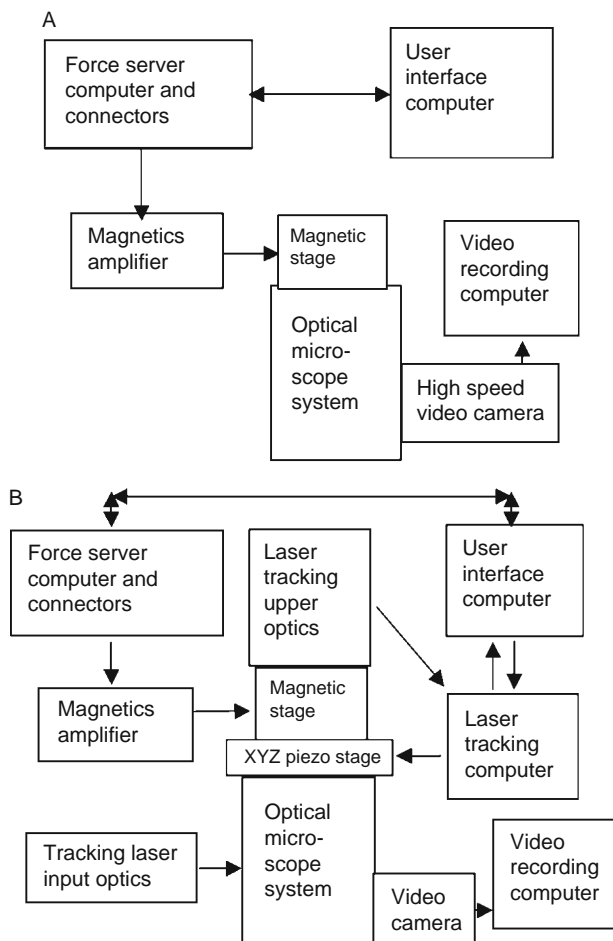 A
Force server
computer and
connectors
User
interface
computer
Magnetics
amplifier
Magnetic
stage
Video
recording
computer
Optical
micro-
scope
system
High speed
video camera
B
Force server
computer and
connectors
Laser
tracking
upper
optics
User
interface
computer
Magnetics
amplifier
Magnetic
stage
Laser
tracking
computer
XYZ piezo stage
Tracking laser
input optics
Optical
micro-
scope
system
Video
camera
Video
recording
computer